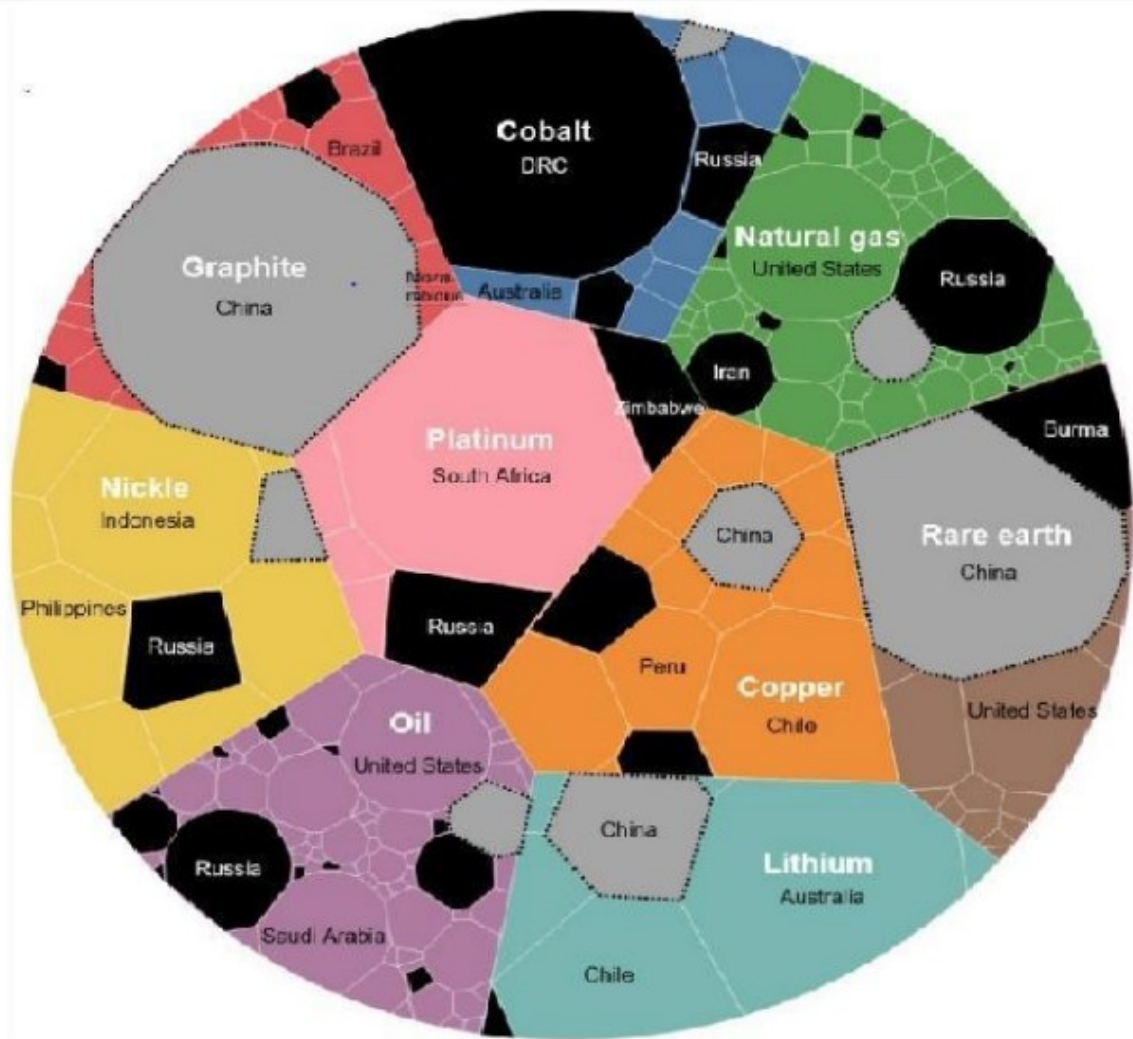 Cobalt
DRC
Russia
Brazil
Natural gas
United States
Russia
Graphite
China
Australia
Iran
Zimbabwe
Burma
Platinum
South Africa
Nickle
Indonesia
China
Rare earth
China
Philippines
Russia
Russia
Peru
Copper
Chile
United States
Oil
United States
China
Lithium
Australia
Russia
Saudi Arabia
Chile